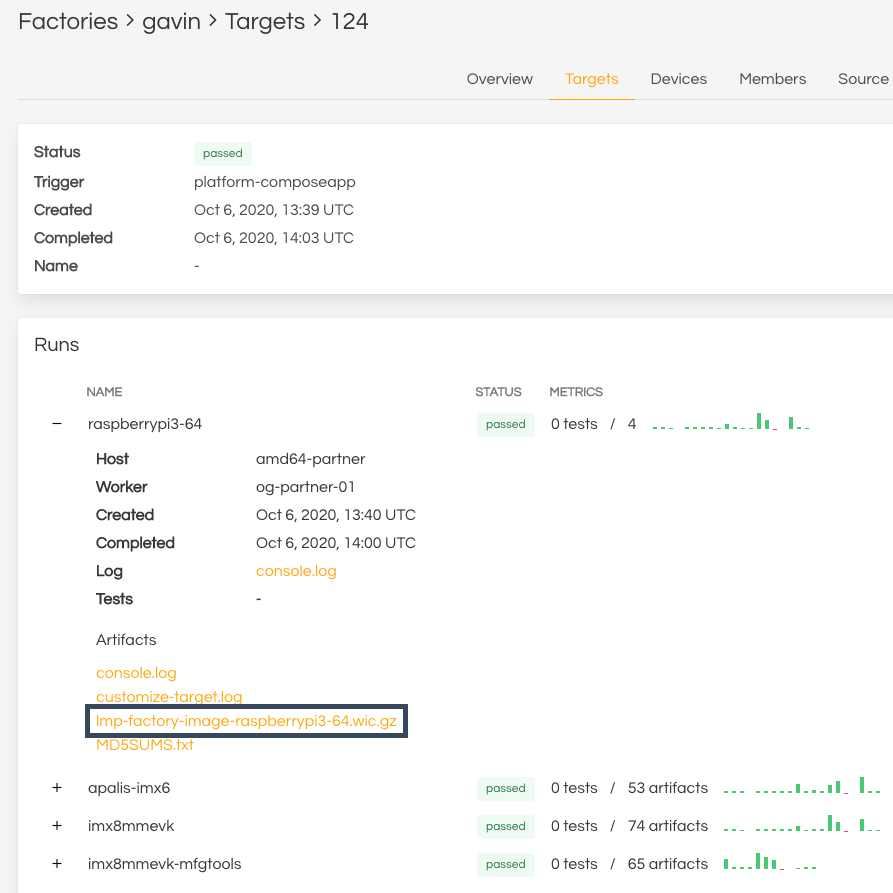 Factories > gavin > Targets > 124
Overview Targets Devices Members Source
Status passed
Trigger platform-composeapp
Created Oct 6, 2020, 13:39 UTC
Completed Oct 6, 2020, 14:03 UTC
Name -
Runs
NAME STATUS METRICS
− raspberrypi3-64 passed 0 tests / 4
Host amd64-partner
Worker og-partner-01
Created Oct 6, 2020, 13:40 UTC
Completed Oct 6, 2020, 14:00 UTC
Log console.log
Tests -
Artifacts
console.log
customize-target.log
lmp-factory-image-raspberrypi3-64.wic.gz
MD5SUMS.txt
+ apalis-imx6 passed 0 tests / 53 artifacts
+ imx8mmevk passed 0 tests / 74 artifacts
+ imx8mmevk-mfgtools passed 0 tests / 65 artifacts